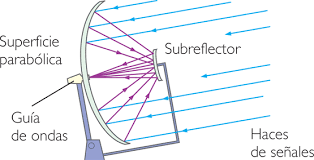 Superficie
parabólica
Subreflector
Guía
de ondas
Haces
de señales